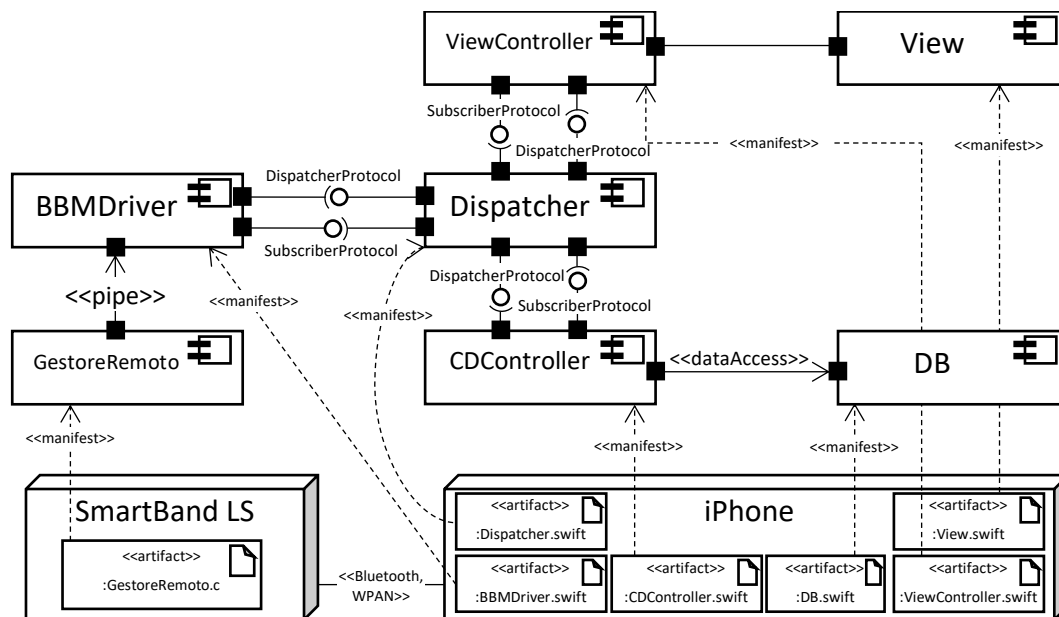 ViewController
View
SubscriberProtocol
DispatcherProtocol
<<manifest>>
<<manifest>>
BBMDriver
DispatcherProtocol
SubscriberProtocol
Dispatcher
DispatcherProtocol
SubscriberProtocol
<<pipe>>
<<manifest>>
<<manifest>>
GestoreRemoto
CDController
<<dataAccess>>
DB
<<manifest>>
<<manifest>>
<<manifest>>
SmartBand LS
<<artifact>>
:GestoreRemoto.c
<<Bluetooth,
WPAN>>
iPhone
<<artifact>>
:Dispatcher.swift
<<artifact>>
:View.swift
<<artifact>>
:BBMDriver.swift
<<artifact>>
:CDController.swift
<<artifact>>
:DB.swift
<<artifact>>
:ViewController.swift